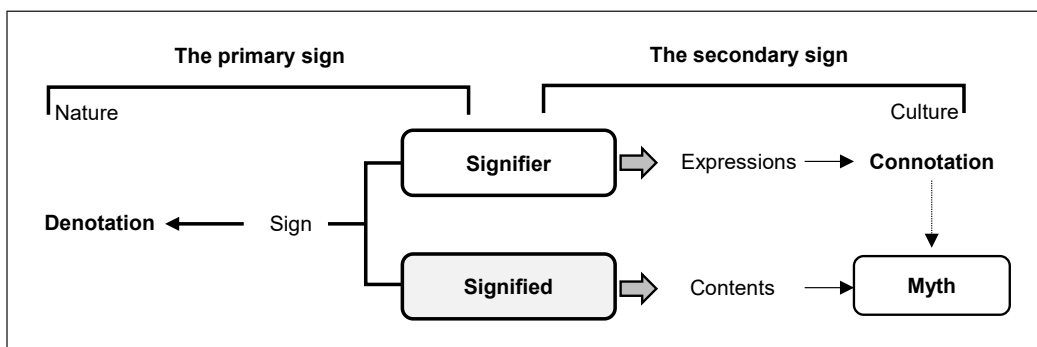 The primary sign
The secondary sign
Nature
Culture
Signifier
Expressions
Connotation
Denotation
Sign
Signified
Contents
Myth